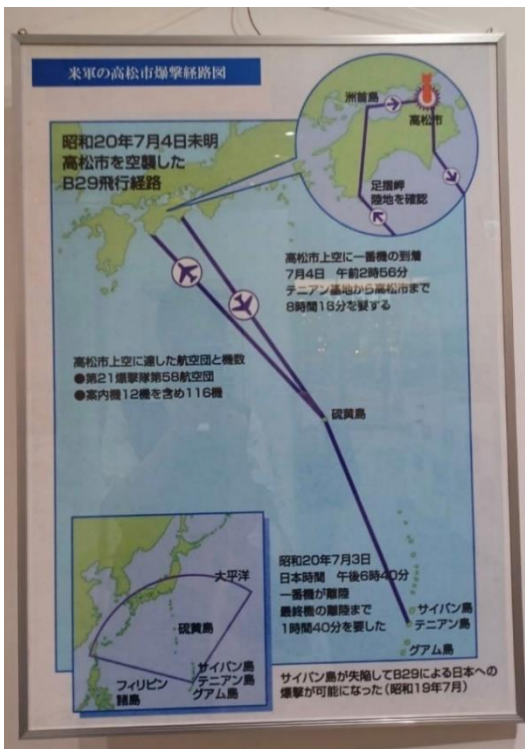 米軍の高松市爆撃経路図
昭和20年7月4日未明
高松市を空襲した
B29飛行経路
洲首島
高松市
足摺岬
陸地を確認
高松市上空に一番機の到着
7月4日 午前2時56分
テニアン基地から高松市まで
8時間16分を要する
高松市上空に達した航空団と機数
●第21爆撃隊第58航空団
●案内機12機を含め116機
硫黄島
昭和20年7月3日
日本時間 午後6時40分
一番機が離陸
最終機の離陸まで
1時間40分を要した
サイパン島
テニアン島
グアム島
太平洋
硫黄島
サイパン島
テニアン島
グアム島
フィリピン
諸島
サイパン島が失陥してB29による日本への
爆撃が可能になった(昭和19年7月)